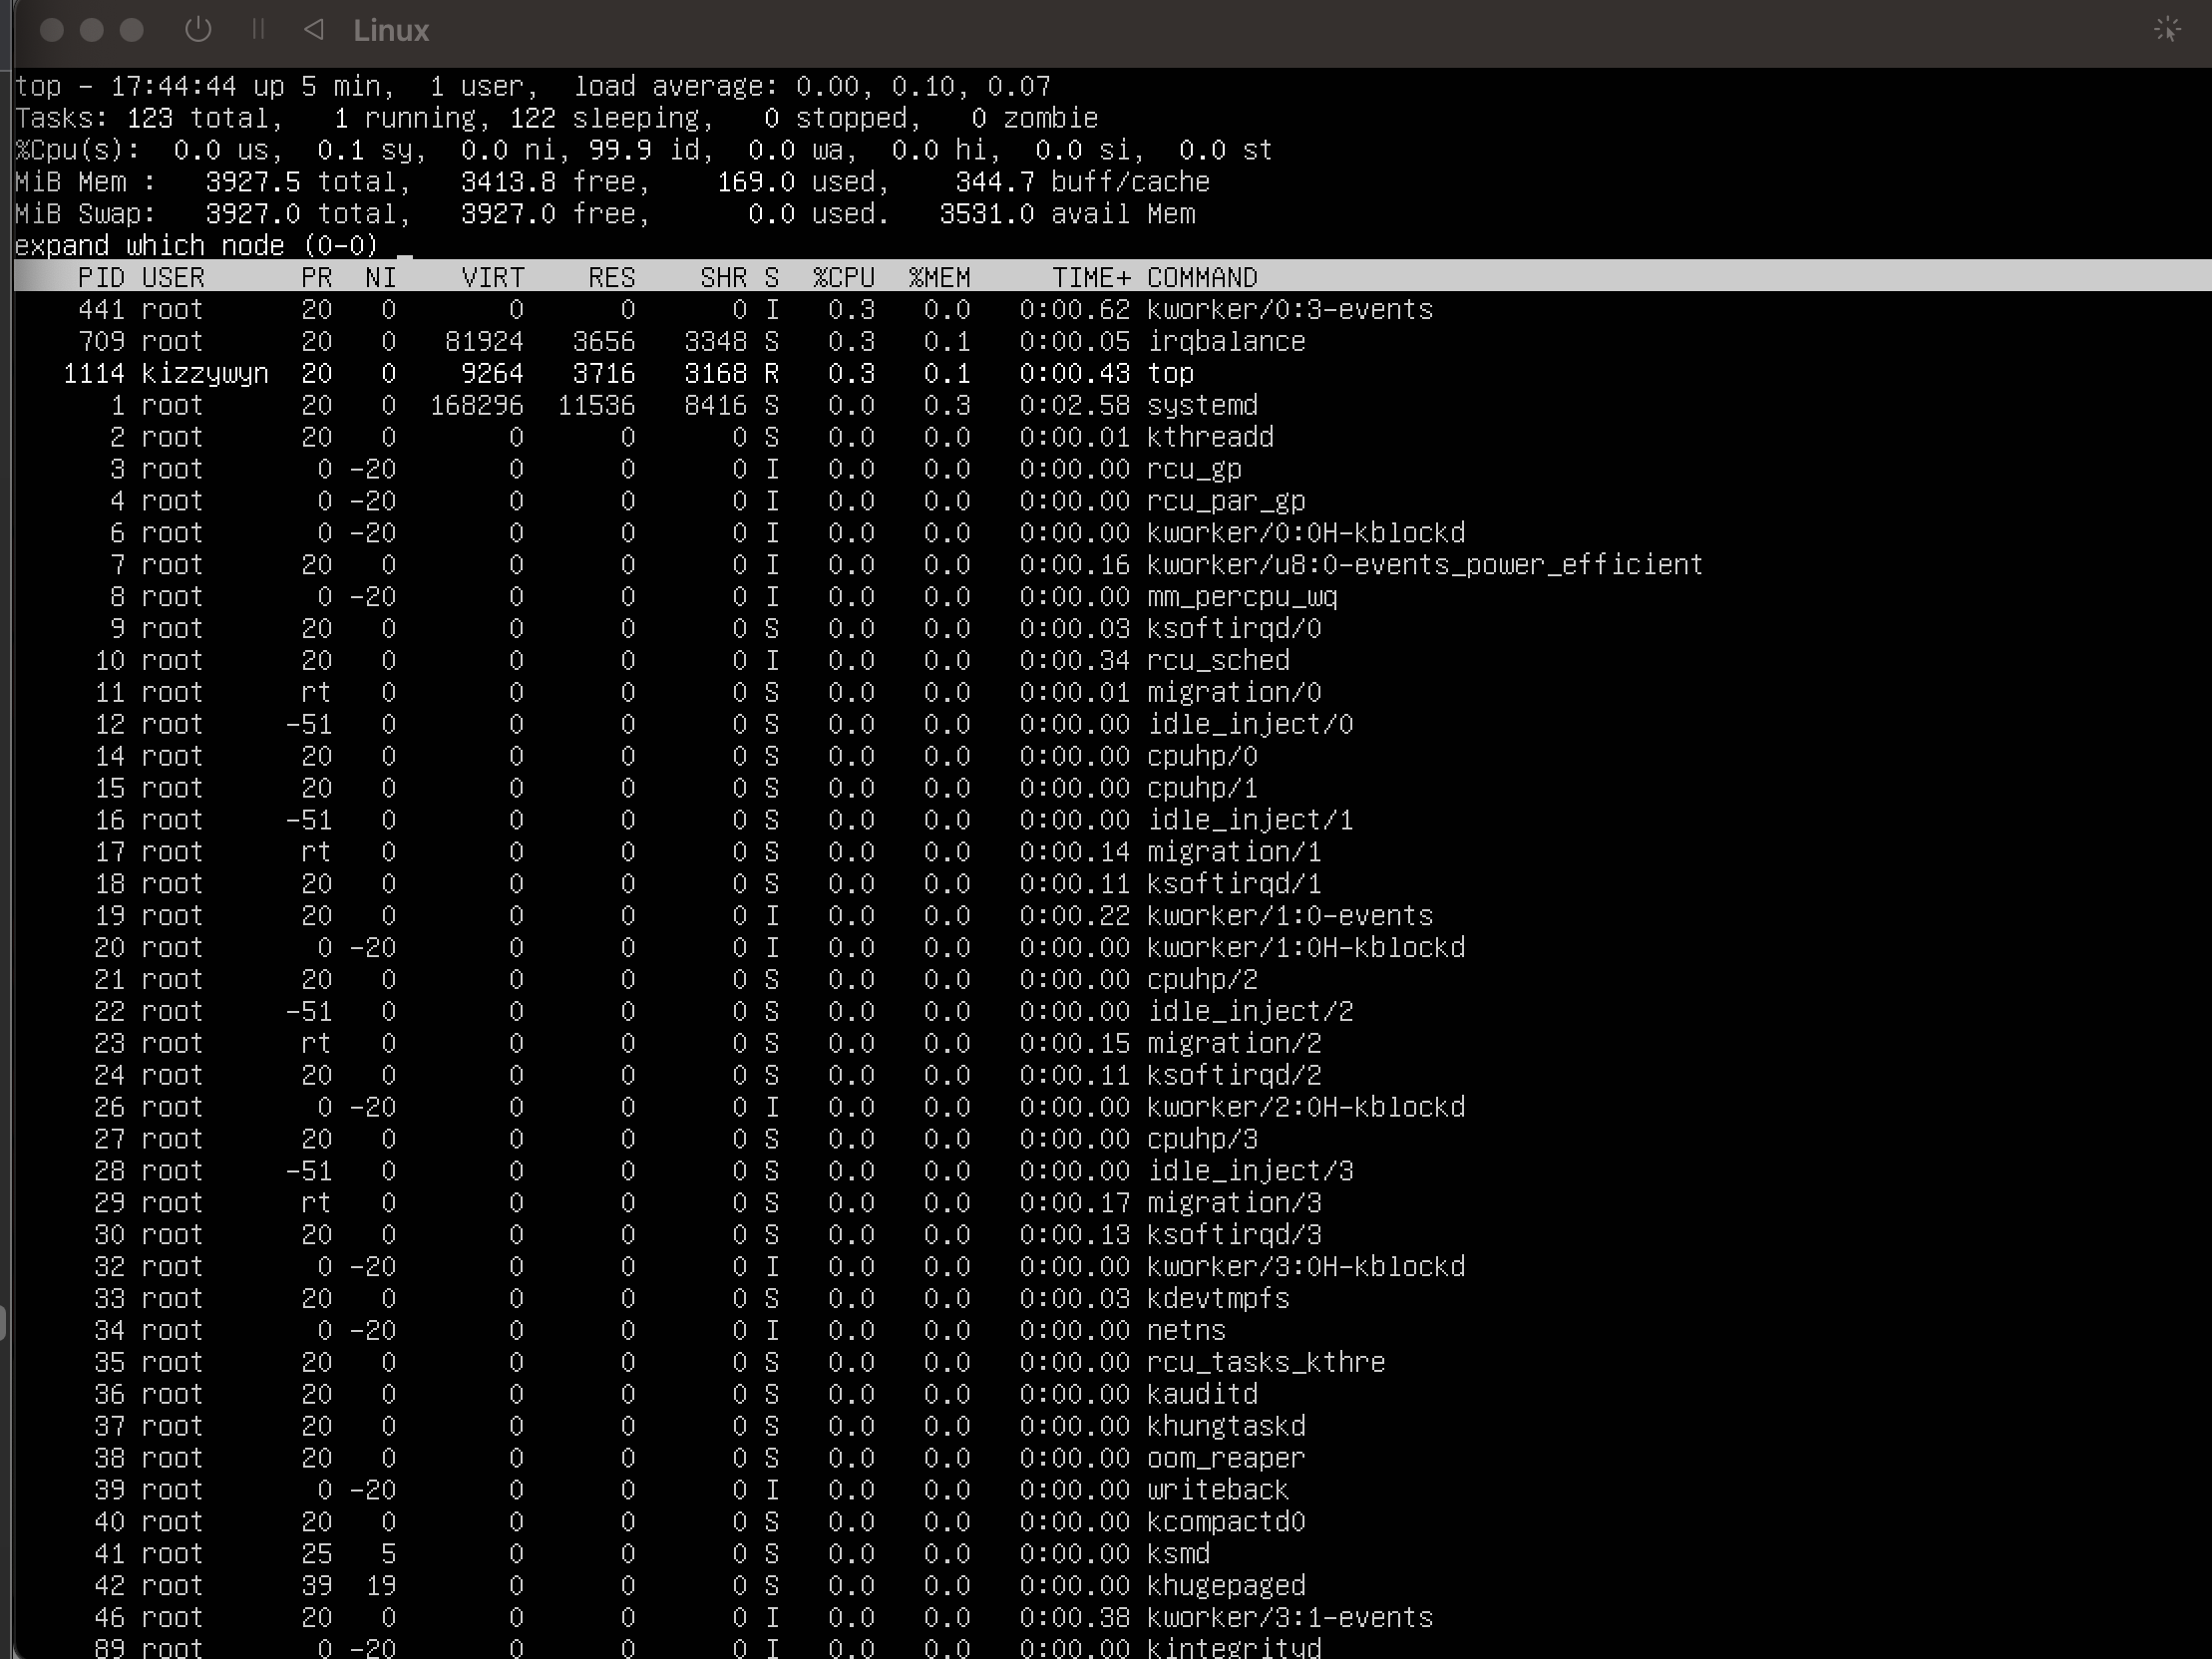 Linux
top - 17:44:44 up 5 min,  1 user,  load average: 0.00, 0.10, 0.07
Tasks: 123 total,   1 running, 122 sleeping,   0 stopped,   0 zombie
%Cpu(s):  0.0 us,  0.1 sy,  0.0 ni, 99.9 id,  0.0 wa,  0.0 hi,  0.0 si,  0.0 st
MiB Mem :   3927.5 total,   3413.8 free,    169.0 used,    344.7 buff/cache
MiB Swap:   3927.0 total,   3927.0 free,      0.0 used.   3531.0 avail Mem
expand which node (0-0)
PID USER      PR  NI    VIRT    RES    SHR S  %CPU  %MEM     TIME+ COMMAND
441 root      20   0       0      0      0 I   0.3   0.0   0:00.62 kworker/0:3-events
709 root      20   0   81924   3656   3348 S   0.3   0.1   0:00.05 irqbalance
1114 kizzywyn  20   0    9264   3716   3168 R   0.3   0.1   0:00.43 top
1 root      20   0  168296  11536   8416 S   0.0   0.3   0:02.58 systemd
2 root      20   0       0      0      0 S   0.0   0.0   0:00.01 kthreadd
3 root       0 -20       0      0      0 I   0.0   0.0   0:00.00 rcu_gp
4 root       0 -20       0      0      0 I   0.0   0.0   0:00.00 rcu_par_gp
6 root       0 -20       0      0      0 I   0.0   0.0   0:00.00 kworker/0:0H-kblockd
7 root      20   0       0      0      0 I   0.0   0.0   0:00.16 kworker/u8:0-events_power_efficient
8 root       0 -20       0      0      0 I   0.0   0.0   0:00.00 mm_percpu_wq
9 root      20   0       0      0      0 S   0.0   0.0   0:00.03 ksoftirqd/0
10 root      20   0       0      0      0 I   0.0   0.0   0:00.34 rcu_sched
11 root      rt   0       0      0      0 S   0.0   0.0   0:00.01 migration/0
12 root     -51   0       0      0      0 S   0.0   0.0   0:00.00 idle_inject/0
14 root      20   0       0      0      0 S   0.0   0.0   0:00.00 cpuhp/0
15 root      20   0       0      0      0 S   0.0   0.0   0:00.00 cpuhp/1
16 root     -51   0       0      0      0 S   0.0   0.0   0:00.00 idle_inject/1
17 root      rt   0       0      0      0 S   0.0   0.0   0:00.14 migration/1
18 root      20   0       0      0      0 S   0.0   0.0   0:00.11 ksoftirqd/1
19 root      20   0       0      0      0 I   0.0   0.0   0:00.22 kworker/1:0-events
20 root       0 -20       0      0      0 I   0.0   0.0   0:00.00 kworker/1:0H-kblockd
21 root      20   0       0      0      0 S   0.0   0.0   0:00.00 cpuhp/2
22 root     -51   0       0      0      0 S   0.0   0.0   0:00.00 idle_inject/2
23 root      rt   0       0      0      0 S   0.0   0.0   0:00.15 migration/2
24 root      20   0       0      0      0 S   0.0   0.0   0:00.11 ksoftirqd/2
26 root       0 -20       0      0      0 I   0.0   0.0   0:00.00 kworker/2:0H-kblockd
27 root      20   0       0      0      0 S   0.0   0.0   0:00.00 cpuhp/3
28 root     -51   0       0      0      0 S   0.0   0.0   0:00.00 idle_inject/3
29 root      rt   0       0      0      0 S   0.0   0.0   0:00.17 migration/3
30 root      20   0       0      0      0 S   0.0   0.0   0:00.13 ksoftirqd/3
32 root       0 -20       0      0      0 I   0.0   0.0   0:00.00 kworker/3:0H-kblockd
33 root      20   0       0      0      0 S   0.0   0.0   0:00.03 kdevtmpfs
34 root       0 -20       0      0      0 I   0.0   0.0   0:00.00 netns
35 root      20   0       0      0      0 S   0.0   0.0   0:00.00 rcu_tasks_kthre
36 root      20   0       0      0      0 S   0.0   0.0   0:00.00 kauditd
37 root      20   0       0      0      0 S   0.0   0.0   0:00.00 khungtaskd
38 root      20   0       0      0      0 S   0.0   0.0   0:00.00 oom_reaper
39 root       0 -20       0      0      0 I   0.0   0.0   0:00.00 writeback
40 root      20   0       0      0      0 S   0.0   0.0   0:00.00 kcompactd0
41 root      25   5       0      0      0 S   0.0   0.0   0:00.00 ksmd
42 root      39  19       0      0      0 S   0.0   0.0   0:00.00 khugepaged
46 root      20   0       0      0      0 I   0.0   0.0   0:00.38 kworker/3:1-events
89 root       0 -20       0      0      0 I   0.0   0.0   0:00.00 kintegrityd